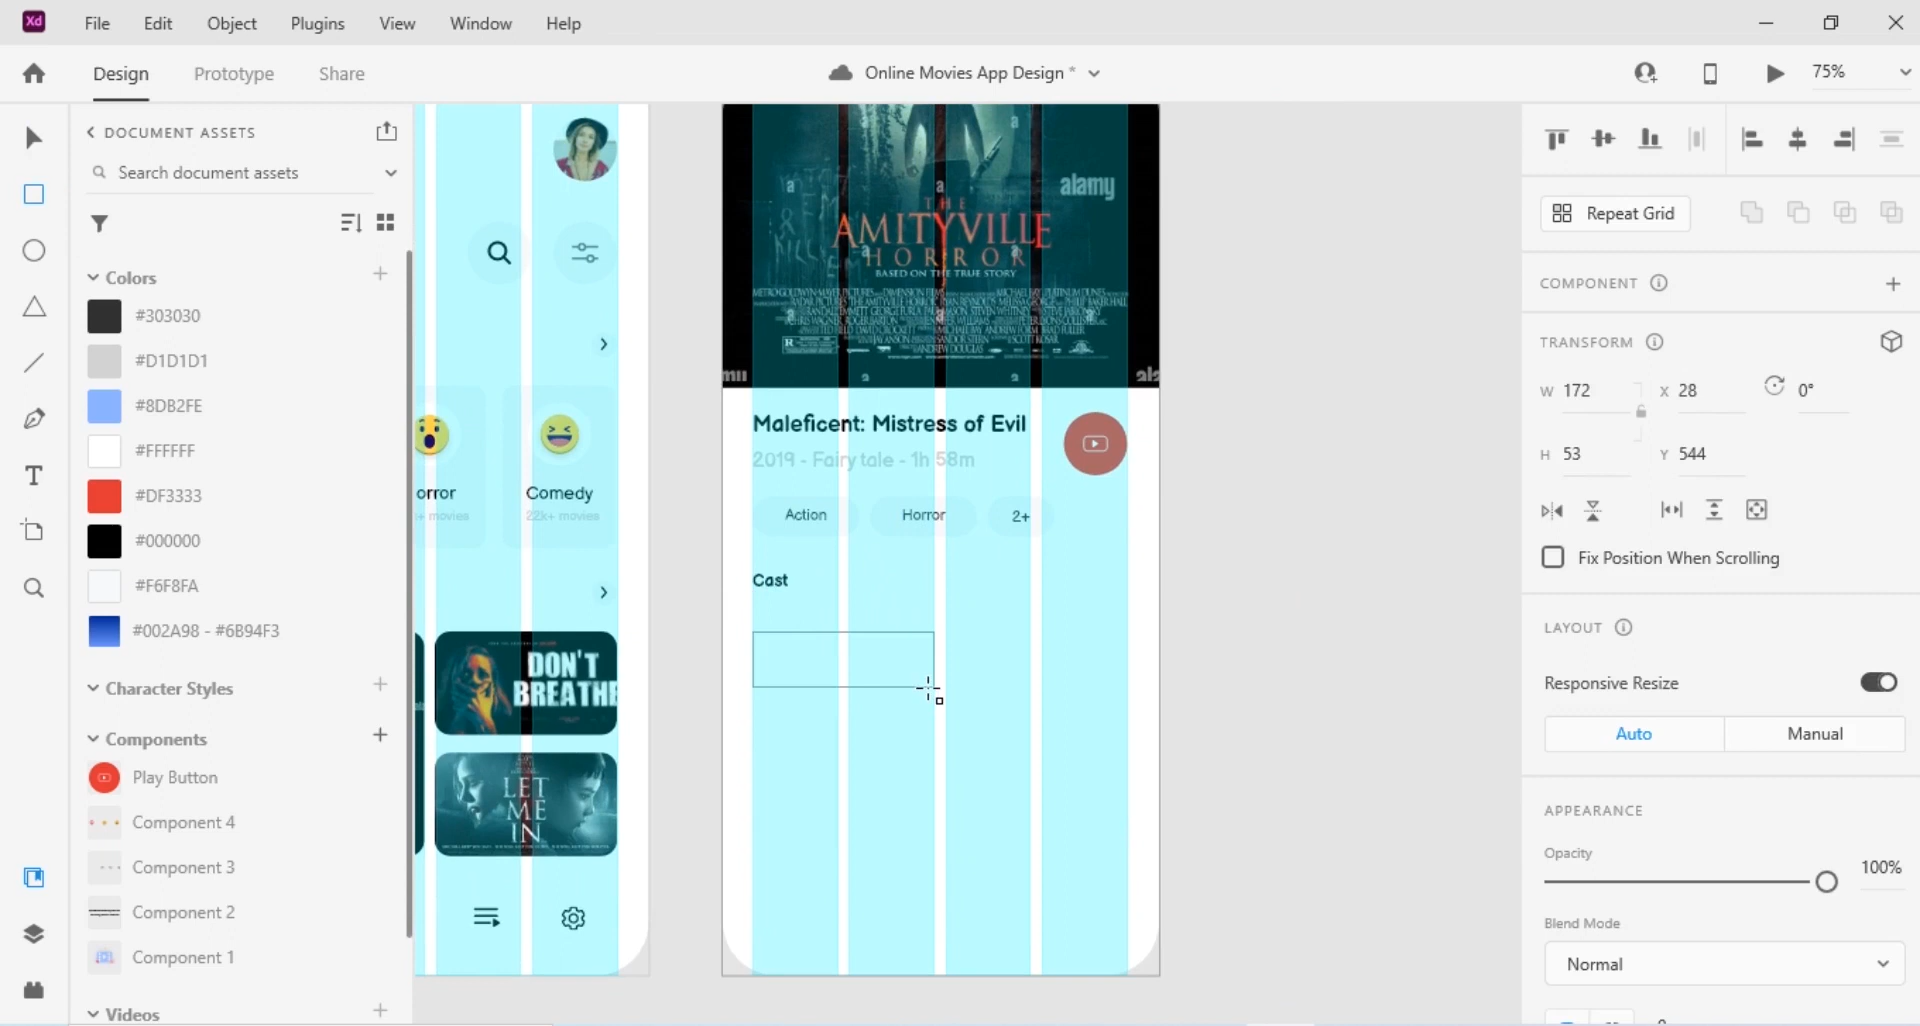 Xd File Edit Object Plugins View Window Help
Design Prototype Share
Online Movies App Design *
75%
DOCUMENT ASSETS
Search document assets
Colors
#303030
#D1D1D1
#8DB2FE
#FFFFFF
#DF3333
#000000
#F6F8FA
#002A98 - #6B94F3
Character Styles
Components
Play Button
Component 4
Component 3
Component 2
Component 1
Videos
orror
+ movies
Comedy
22k+ movies
DON'T
BREATHE
LET
ME
IN
a a a
alamy
THE
AMITYVILLE
HORROR
BASED ON THE TRUE STORY
R
Maleficent: Mistress of Evil
2019 - Fairy tale - 1h 58m
Action Horror 2+
Cast
Repeat Grid
COMPONENT
TRANSFORM
W 172 X 28 0°
H 53 Y 544
Fix Position When Scrolling
LAYOUT
Responsive Resize
Auto Manual
APPEARANCE
Opacity
100%
Blend Mode
Normal